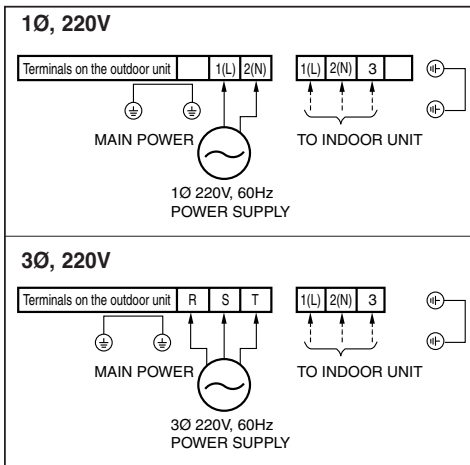 1Ø, 220V
Terminals on the outdoor unit 1(L) 2(N) 1(L) 2(N) 3
MAIN POWER TO INDOOR UNIT
1Ø 220V, 60Hz
POWER SUPPLY
3Ø, 220V
Terminals on the outdoor unit R S T 1(L) 2(N) 3
MAIN POWER TO INDOOR UNIT
3Ø 220V, 60Hz
POWER SUPPLY